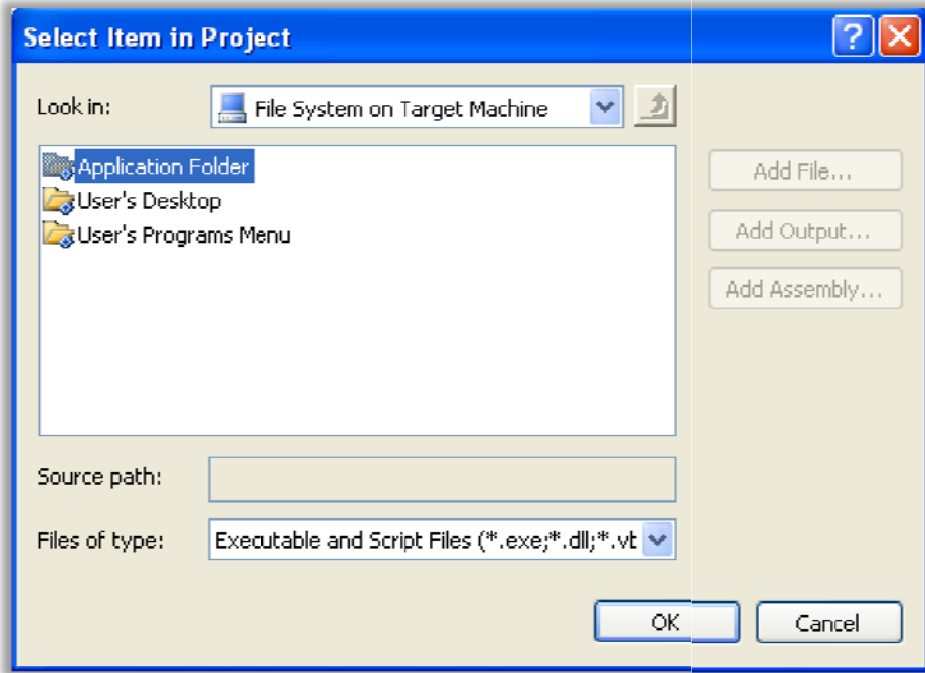 Select Item in Project
Look in:
File System on Target Machine
Application Folder
User's Desktop
User's Programs Menu
Add File...
Add Output...
Add Assembly...
Source path:
Files of type:
Executable and Script Files (*.exe;*.dll;*.vb
OK
Cancel